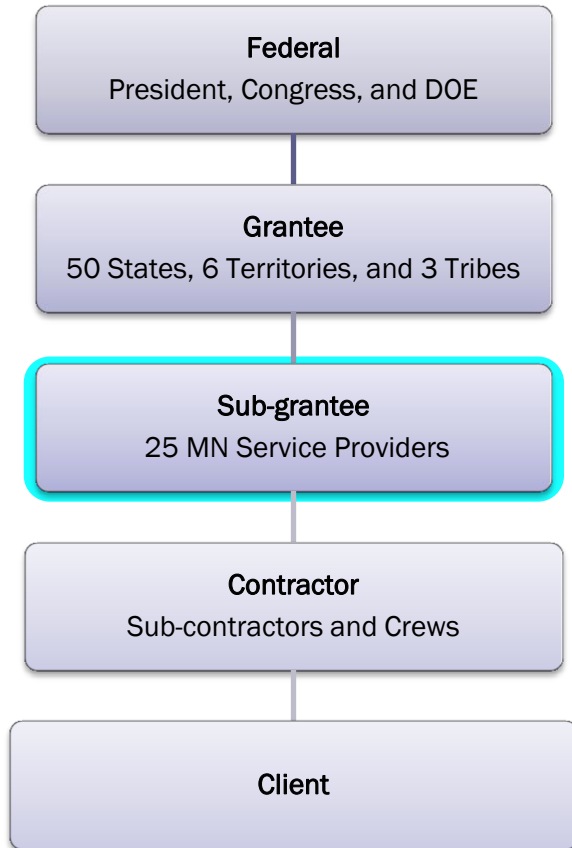 Federal
President, Congress, and DOE
Grantee
50 States, 6 Territories, and 3 Tribes
Sub-grantee
25 MN Service Providers
Contractor
Sub-contractors and Crews
Client